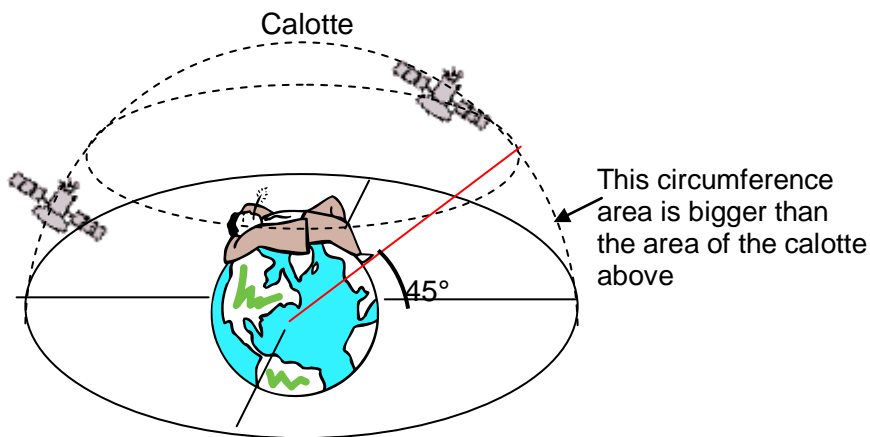 Calotte
This circumference
area is bigger than
the area of the calotte
above
45°